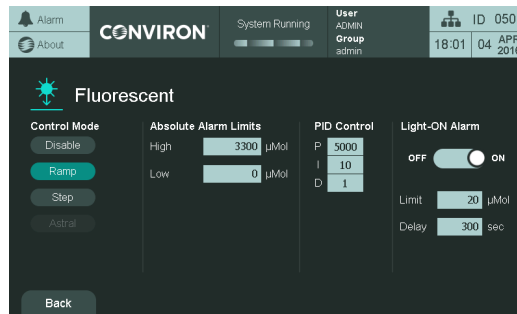 Alarm
About
CONVIRON
System Running
User
ADMIN
Group
admin
ID 050
18:01 04 APR
2016
Fluorescent
Control Mode
Disable
Ramp
Step
Astral
Absolute Alarm Limits
High 3300 µMol
Low 0 µMol
PID Control
P 5000
I 10
D 1
Light-ON Alarm
OFF ON
Limit 20 µMol
Delay 300 sec
Back